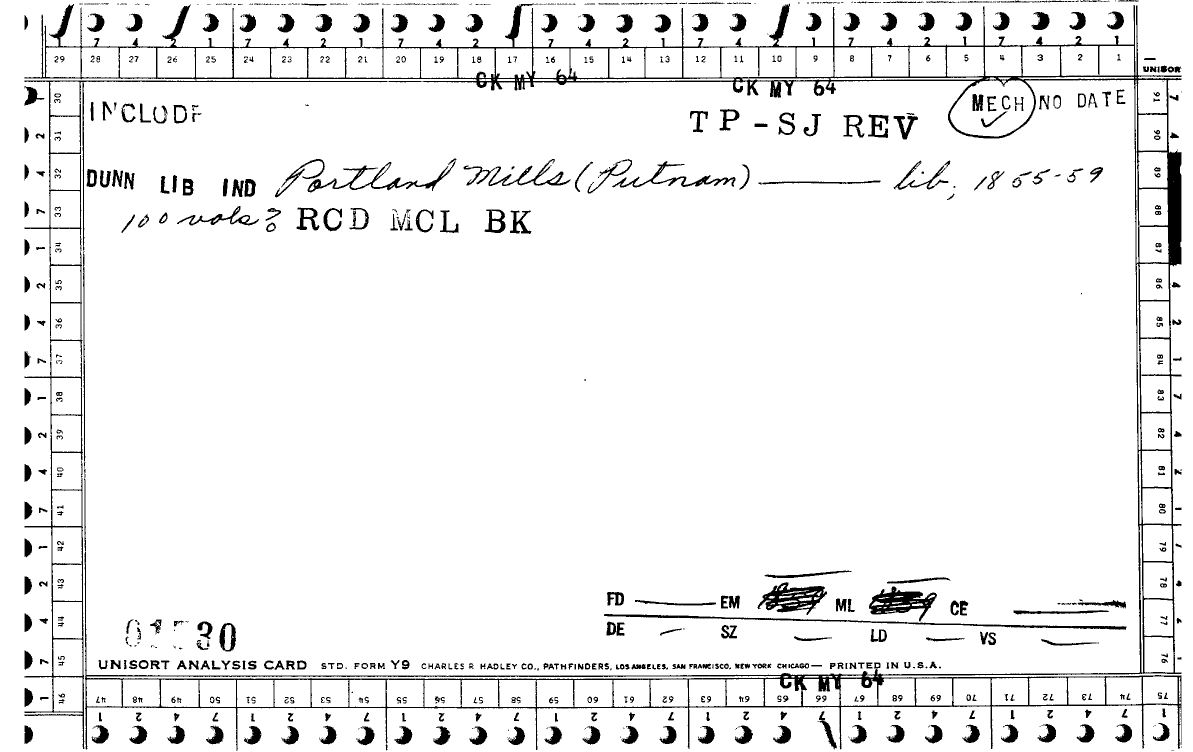 1 7 4 2 1 7 4 2 1 7 4 2 1 7 4 2 1 7 4 2 1 7 4 2 1 7 4 2 1
29 28 27 26 25 24 23 22 21 20 19 18 17 16 15 14 13 12 11 10 9 8 7 6 5 4 3 2 1
UNISOR
CK MY 64 CK MY 64
INCLUDE MECH NO DATE
TP-SJ REV
DUNN LIB IND Portland Mills (Putnam) ——— lib, 1855-59
100 vols? RCD MCL BK
1 30
2 31
4 32
7 33
1 34
2 35
4 36
7 37
1 38
2 39
4 40
7 41
1 42
2 43
4 44
7 45
1 46
91
90
89
88
87
86
85
84
83
82
81
80
79
78
77
76
75
FD EM ML CE
DE SZ LD VS
30
UNISORT ANALYSIS CARD STD. FORM Y9 CHARLES R HADLEY CO., PATHFINDERS, LOS ANGELES, SAN FRANCISCO, NEW YORK CHICAGO — PRINTED IN U.S.A.
CK MY 64
47 48 49 50 51 52 53 54 55 56 57 58 59 60 61 62 63 64 65 66 67 68 69 70 71 72 73 74
1 2 4 7 1 2 4 7 1 2 4 7 1 2 4 7 1 2 4 7 1 2 4 7 1 2 4 7 1